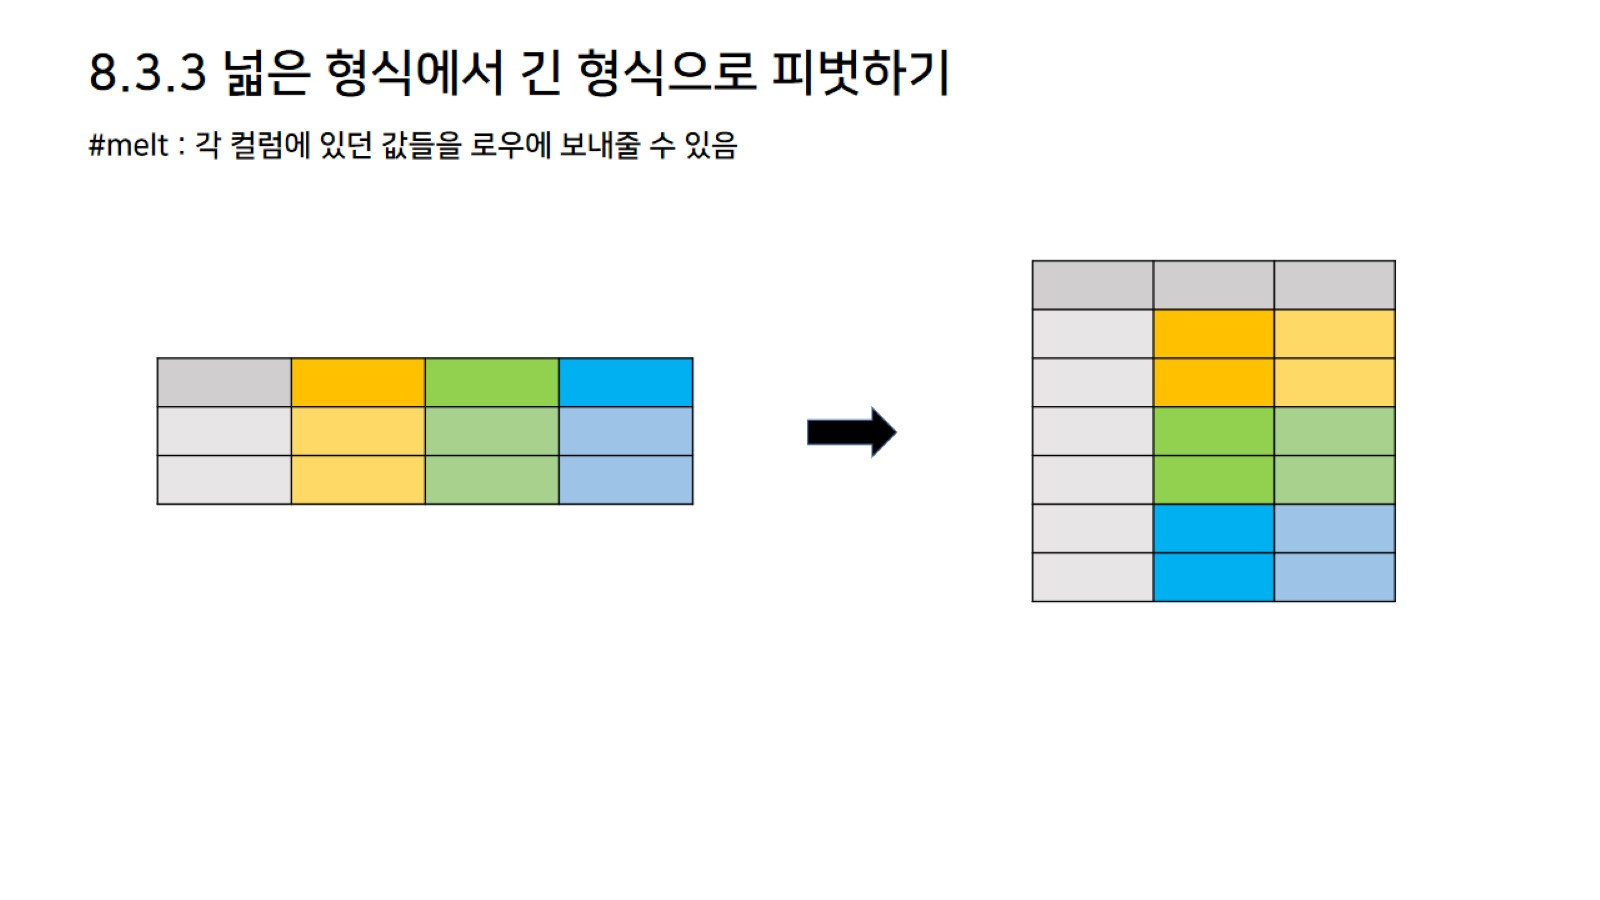 8.3.3 넓은 형식에서 긴 형식으로 피벗하기
#melt : 각 컬럼에 있던 값들을 로우에 보내줄 수 있음